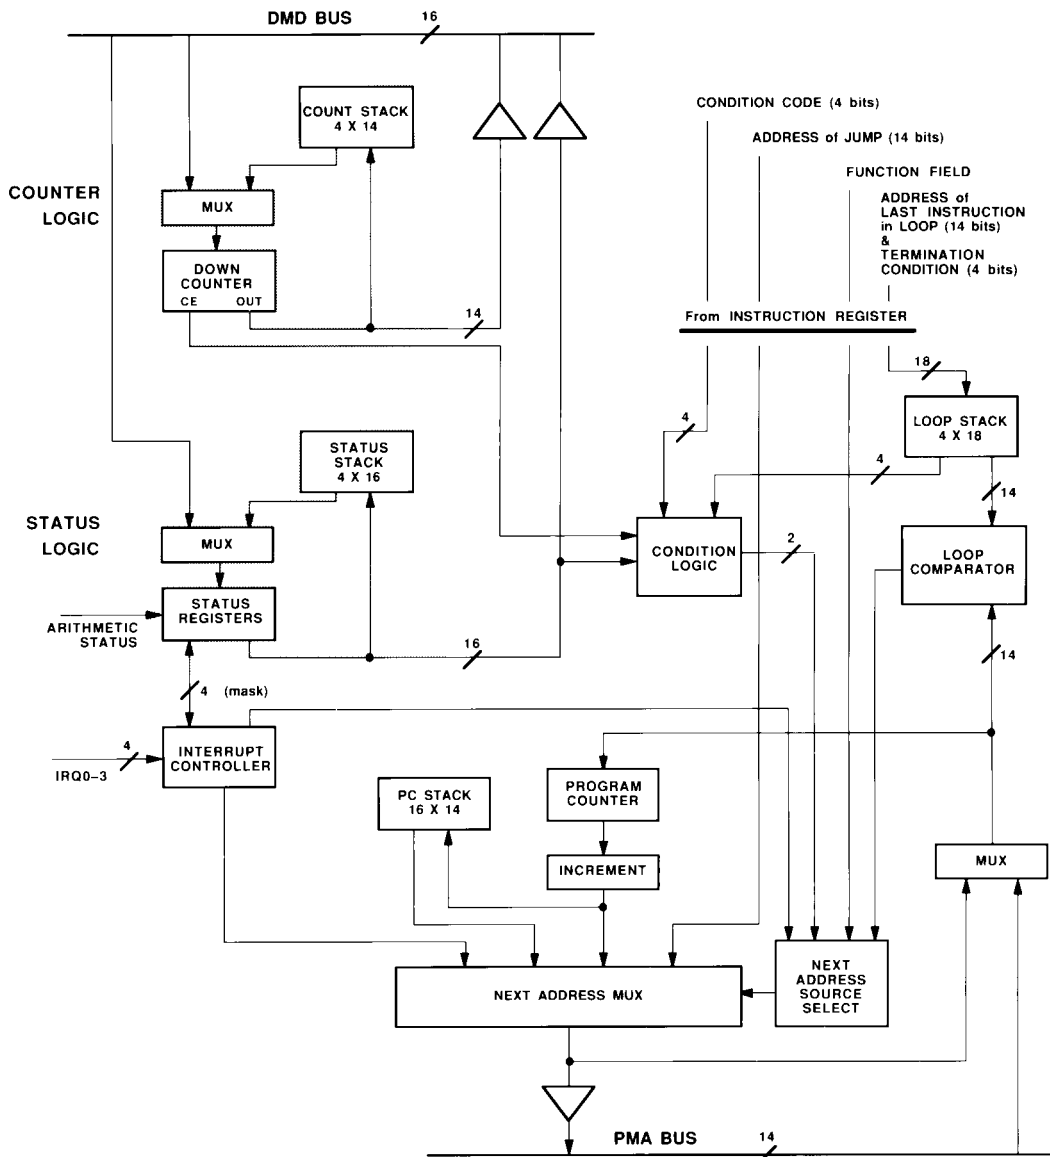 DMD BUS
16
COUNT STACK
4 X 14
CONDITION CODE (4 bits)
ADDRESS of JUMP (14 bits)
FUNCTION FIELD
ADDRESS of
LAST INSTRUCTION
in LOOP (14 bits)
&
TERMINATION
CONDITION (4 bits)
COUNTER
LOGIC
MUX
DOWN
COUNTER
CE OUT
14
From INSTRUCTION REGISTER
18
LOOP STACK
4 X 18
4
4
14
STATUS
STACK
4 X 16
STATUS
LOGIC
MUX
CONDITION
LOGIC
2
LOOP
COMPARATOR
STATUS
REGISTERS
ARITHMETIC
STATUS
16
14
4 (mask)
4
IRQ0-3
INTERRUPT
CONTROLLER
PC STACK
16 X 14
PROGRAM
COUNTER
INCREMENT
MUX
NEXT ADDRESS MUX
NEXT
ADDRESS
SOURCE
SELECT
PMA BUS
14